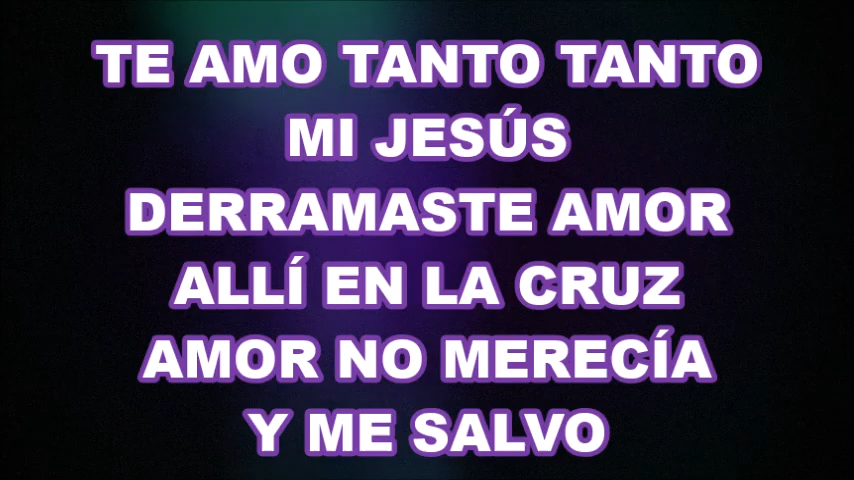 TE AMO TANTO TANTO
MI JESÚS
DERRAMASTE AMOR
ALLÍ EN LA CRUZ
AMOR NO MERECÍA
Y ME SALVO